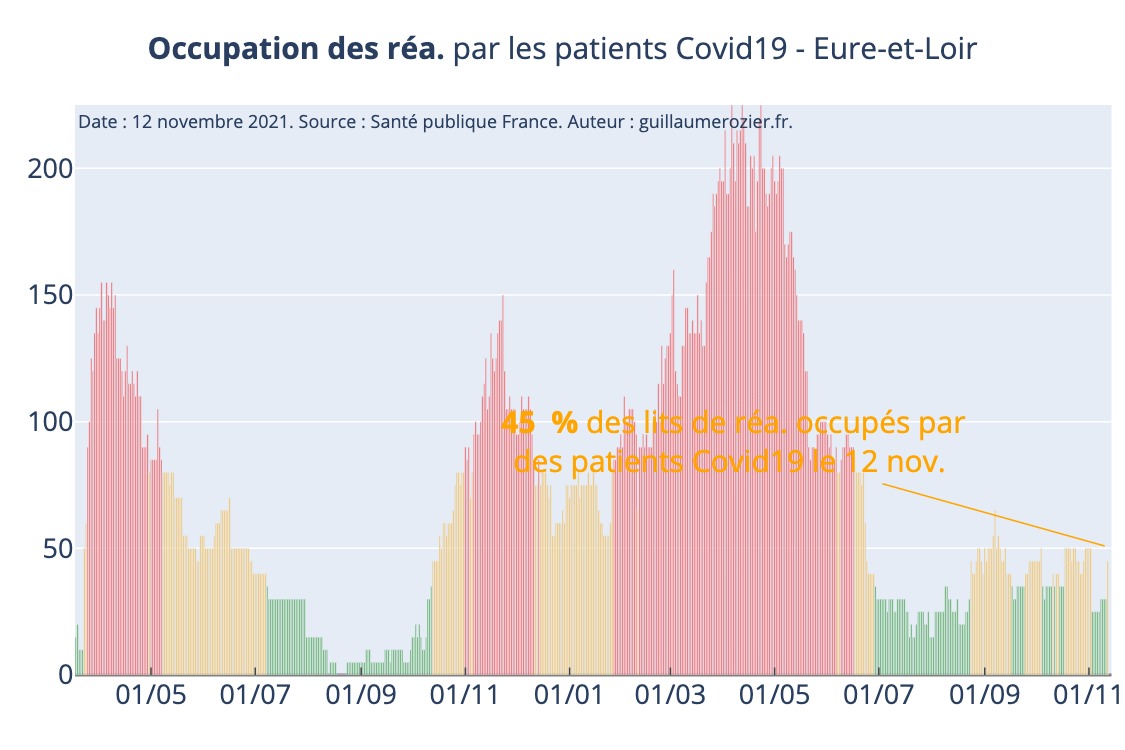 Occupation des réa. par les patients Covid19 - Eure-et-Loir
Date : 12 novembre 2021. Source : Santé publique France. Auteur : guillaumerozier.fr.
200
150
100
45 % des lits de réa. occupés par
des patients Covid19 le 12 nov.
50
0
01/05 01/07 01/09 01/11 01/01 01/03 01/05 01/07 01/09 01/11